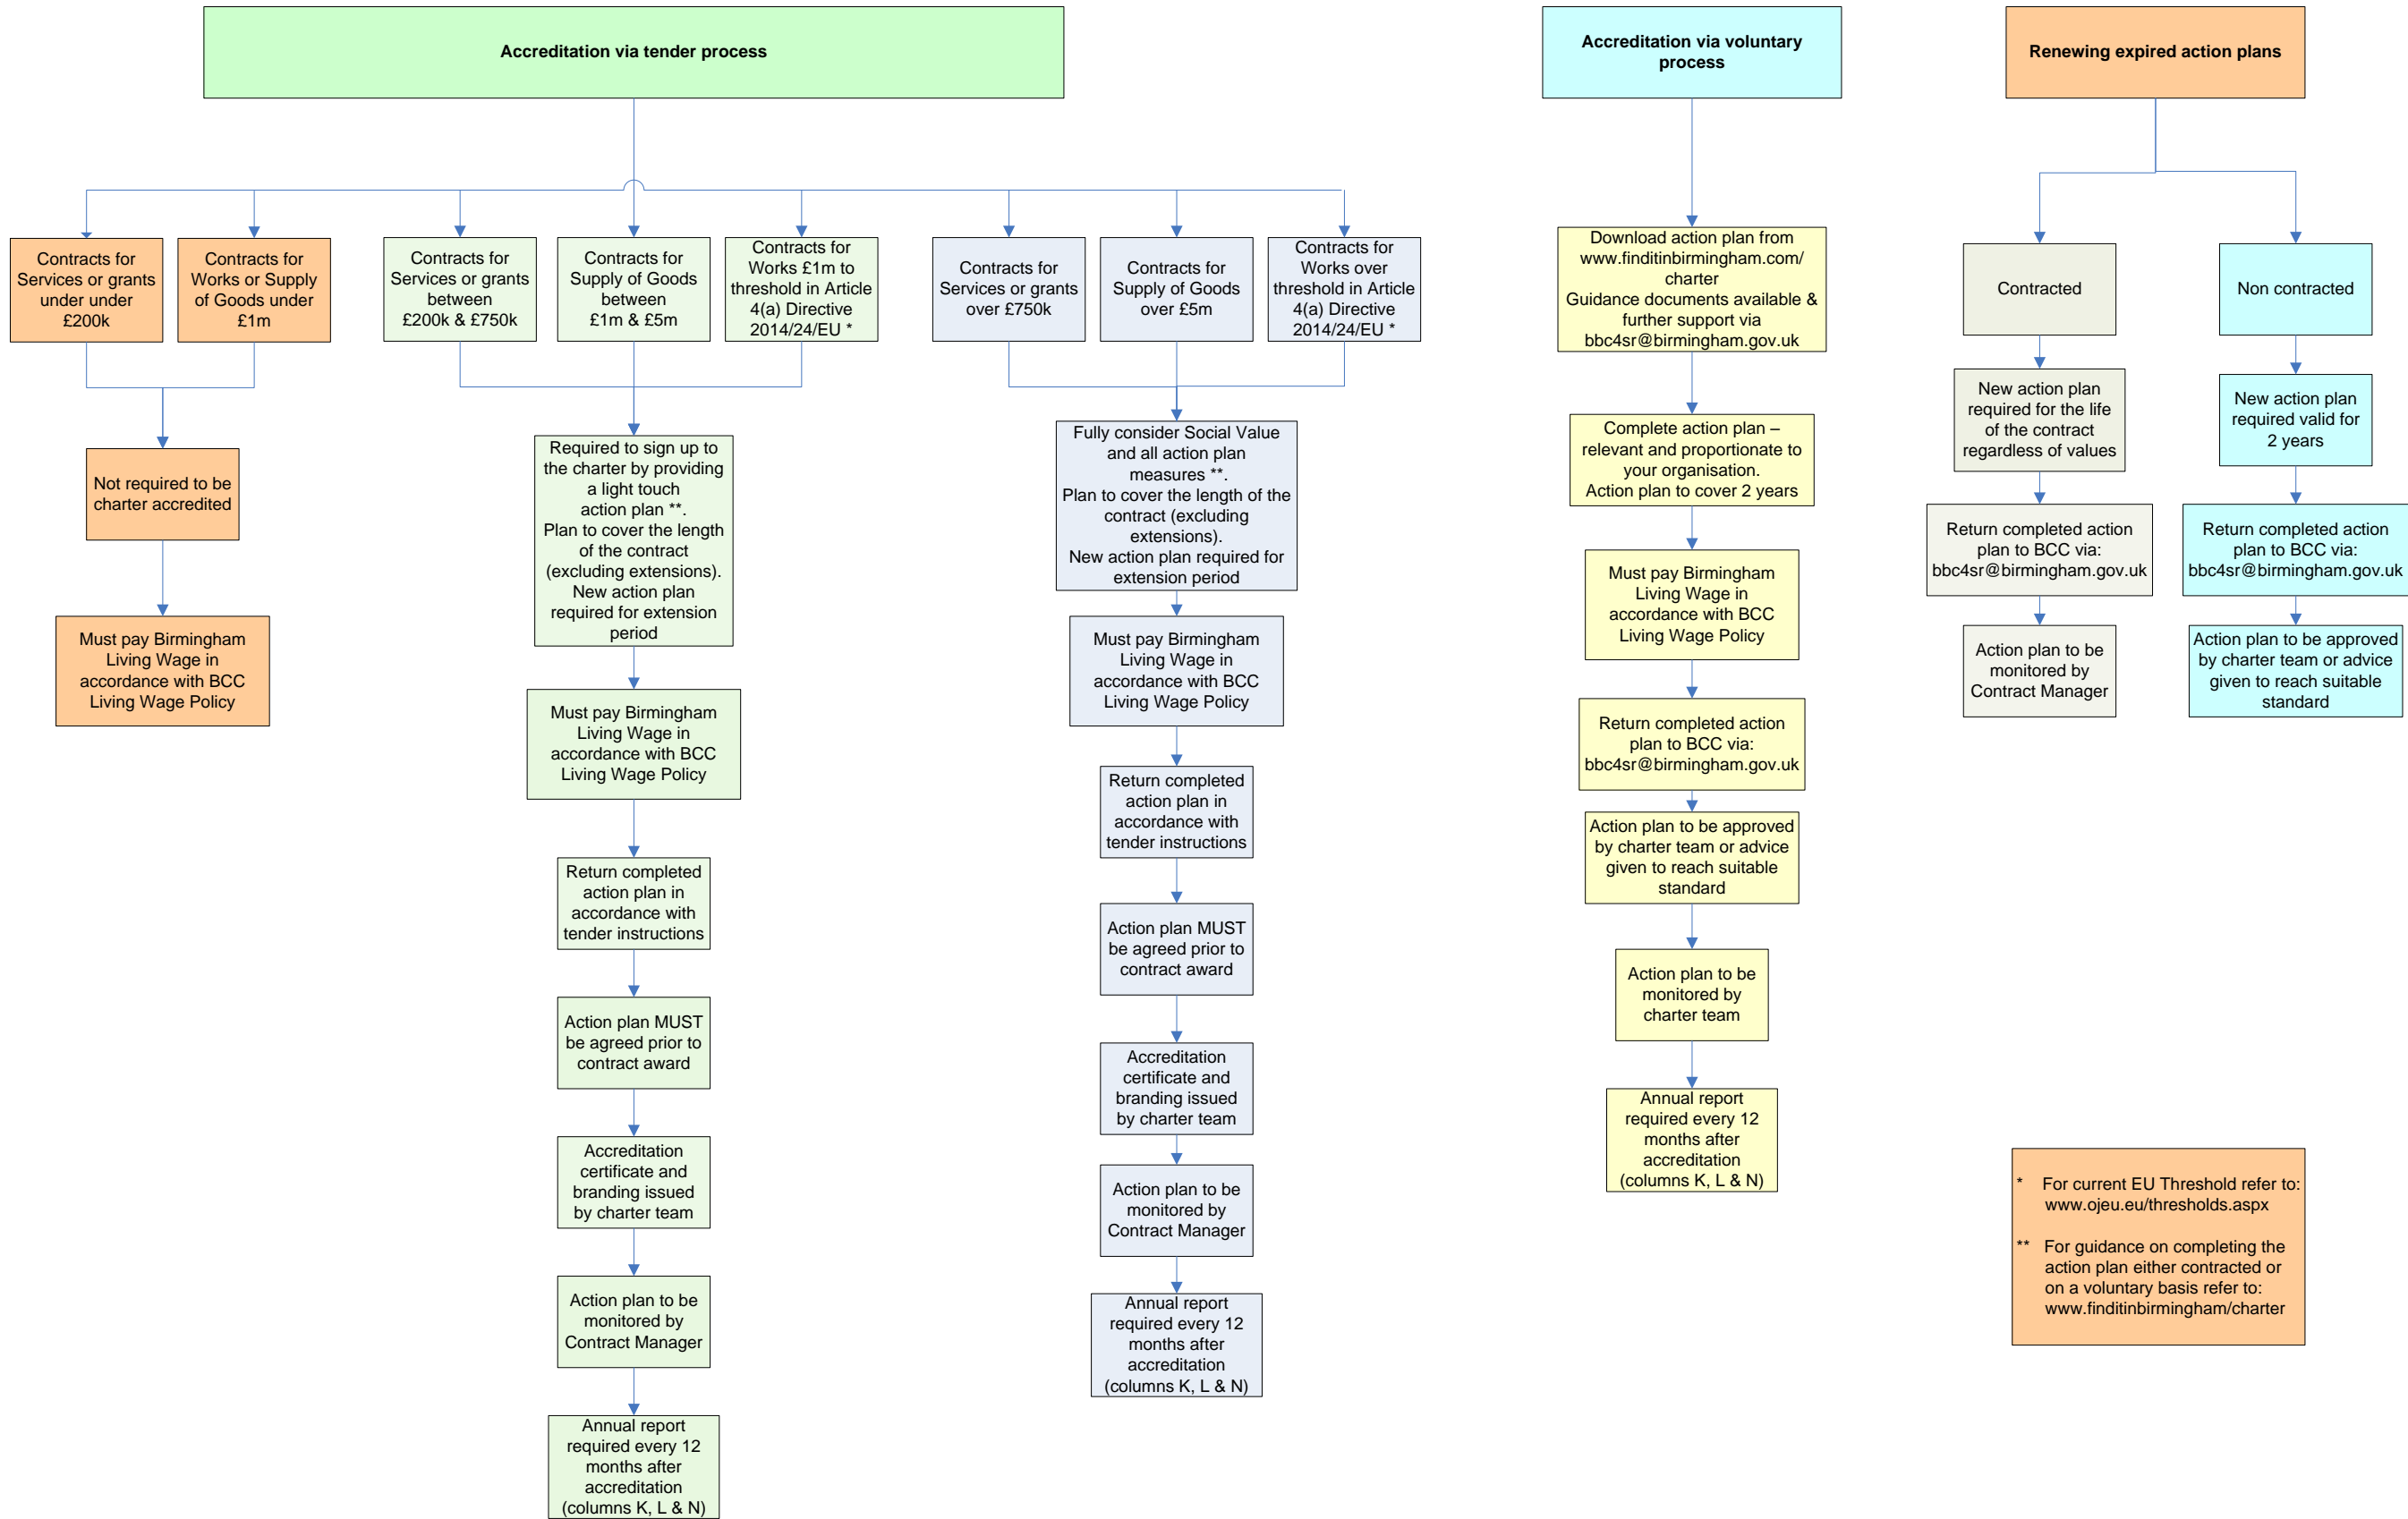 Accreditation via tender process
Accreditation via voluntary
process
Renewing expired action plans
Contracts for
Services or grants
under under
£200k
Contracts for
Works or Supply
of Goods under
£1m
Contracts for
Services or grants
between
£200k & £750k
Contracts for
Supply of Goods
between
£1m & £5m
Contracts for
Works £1m to
threshold in Article
4(a) Directive
2014/24/EU *
Contracts for
Services or grants
over £750k
Contracts for
Supply of Goods
over £5m
Contracts for
Works over
threshold in Article
4(a) Directive
2014/24/EU *
Not required to be
charter accredited
Must pay Birmingham
Living Wage in
accordance with BCC
Living Wage Policy
Required to sign up to
the charter by providing
a light touch
action plan **.
Plan to cover the length
of the contract
(excluding extensions).
New action plan
required for extension
period
Must pay Birmingham
Living Wage in
accordance with BCC
Living Wage Policy
Return completed
action plan in
accordance with
tender instructions
Action plan MUST
be agreed prior to
contract award
Accreditation
certificate and
branding issued
by charter team
Action plan to be
monitored by
Contract Manager
Annual report
required every 12
months after
accreditation
(columns K, L & N)
Fully consider Social Value
and all action plan
measures **.
Plan to cover the length of the
contract (excluding
extensions).
New action plan required for
extension period
Must pay Birmingham
Living Wage in
accordance with BCC
Living Wage Policy
Return completed
action plan in
accordance with
tender instructions
Action plan MUST
be agreed prior to
contract award
Accreditation
certificate and
branding issued
by charter team
Action plan to be
monitored by
Contract Manager
Annual report
required every 12
months after
accreditation
(columns K, L & N)
Download action plan from
www.finditinbirmingham.com/
charter
Guidance documents available &
further support via
bbc4sr@birmingham.gov.uk
Complete action plan –
relevant and proportionate to
your organisation.
Action plan to cover 2 years
Must pay Birmingham
Living Wage in
accordance with BCC
Living Wage Policy
Return completed action
plan to BCC via:
bbc4sr@birmingham.gov.uk
Action plan to be approved
by charter team or advice
given to reach suitable
standard
Action plan to be
monitored by
charter team
Annual report
required every 12
months after
accreditation
(columns K, L & N)
Contracted
New action plan
required for the life
of the contract
regardless of values
Return completed action
plan to BCC via:
bbc4sr@birmingham.gov.uk
Action plan to be
monitored by
Contract Manager
Non contracted
New action plan
required valid for
2 years
Return completed action
plan to BCC via:
bbc4sr@birmingham.gov.uk
Action plan to be approved
by charter team or advice
given to reach suitable
standard
* For current EU Threshold refer to:
www.ojeu.eu/thresholds.aspx
** For guidance on completing the
action plan either contracted or
on a voluntary basis refer to:
www.finditinbirmingham/charter